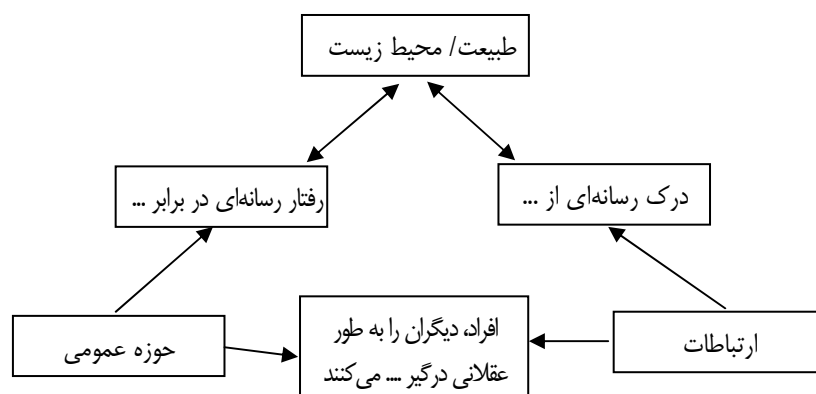 طبیعت/ محیط زیست
رفتار رسانه‌ای در برابر ...
درک رسانه‌ای از ...
حوزه عمومی
افراد، دیگران را به طور
عقلانی درگیر .... می‌کنند
ارتباطات